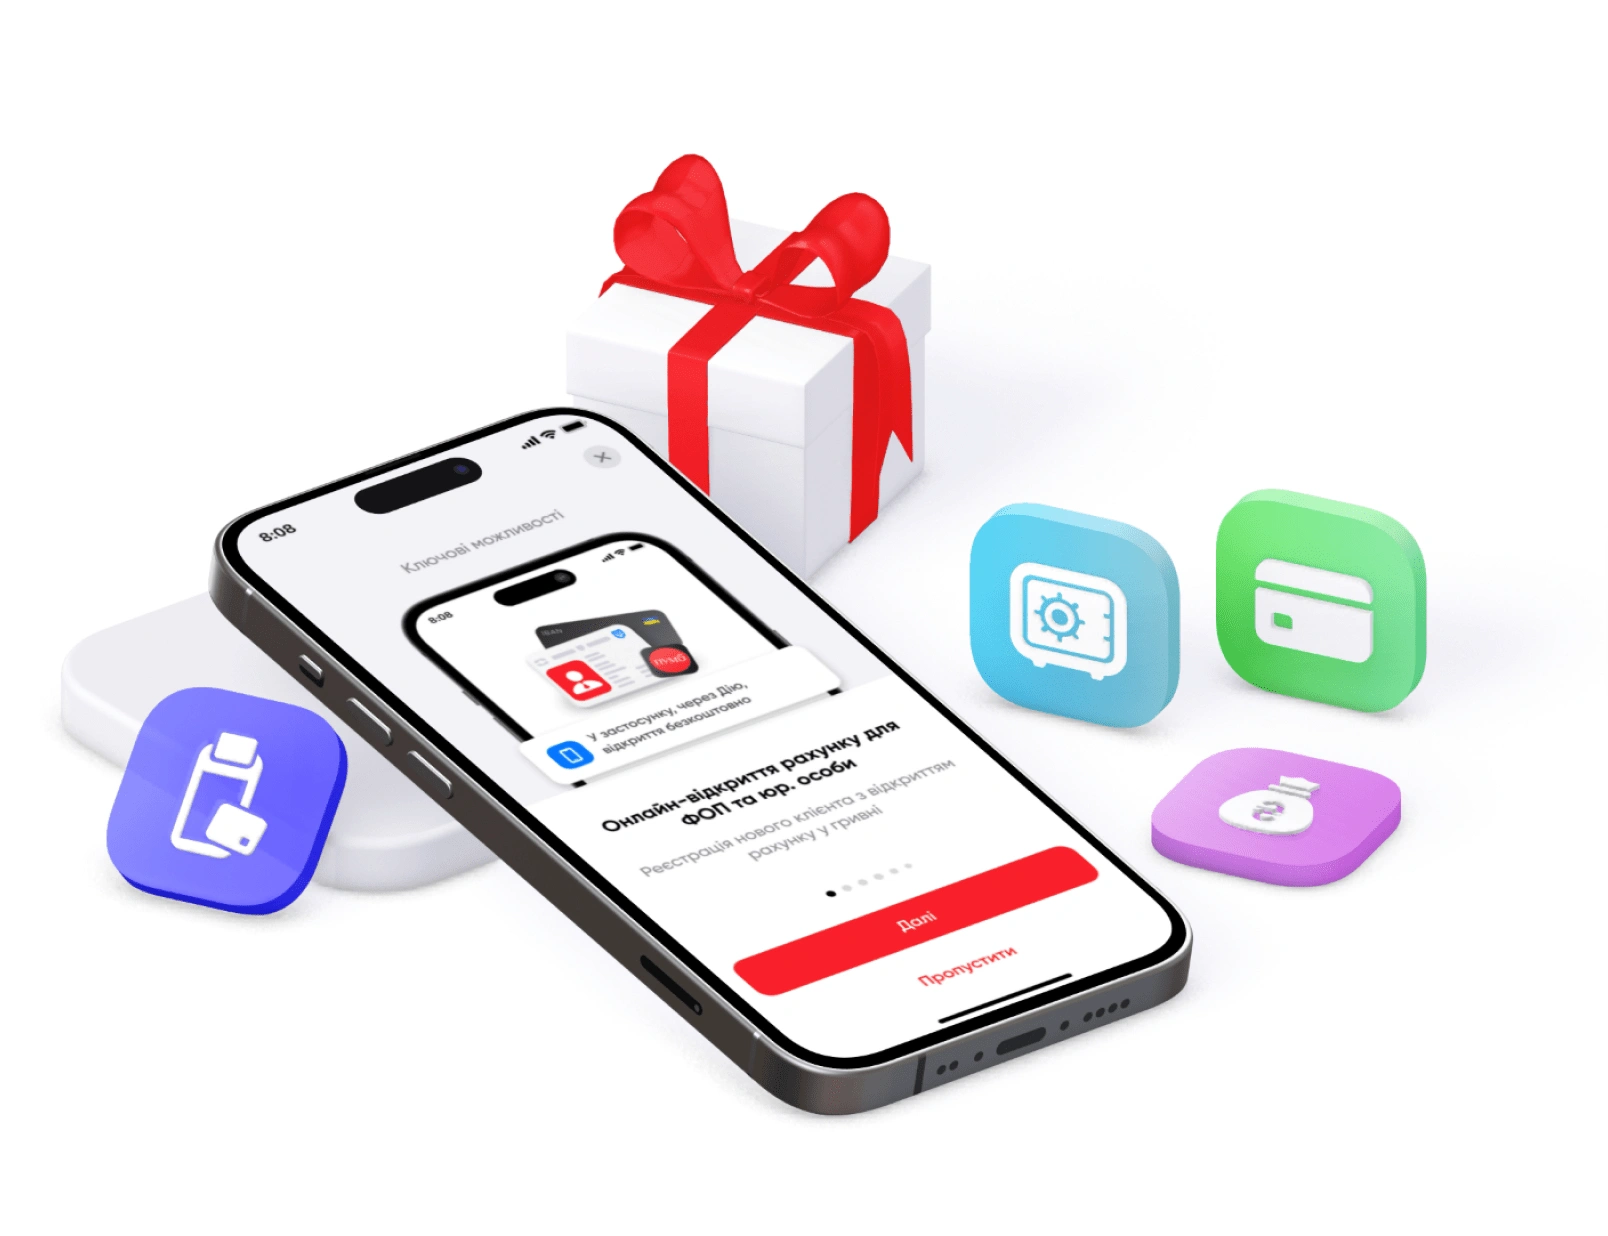 8:08
Ключові можливості
8:08
IBAN
ПУМБ
У застосунку, через Дію,
відкриття безкоштовно
Онлайн-відкриття рахунку для
ФОП та юр. особи
Реєстрація нового клієнта з відкриттям
рахунку у гривні
Далі
Пропустити